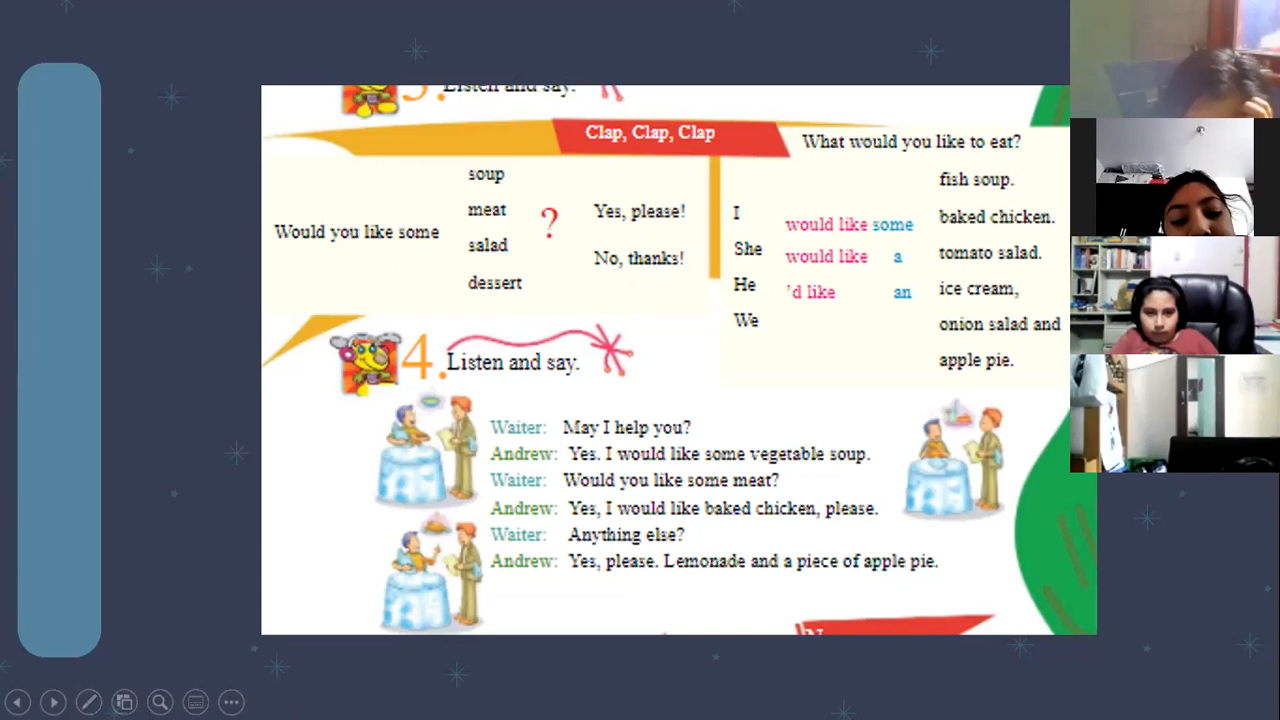 3. Listen and say.
Clap, Clap, Clap
Would you like some
soup
meat
salad
dessert
?
Yes, please!
No, thanks!
What would you like to eat?
I
She
He
We
would like some
would like a
'd like an
fish soup.
baked chicken.
tomato salad.
ice cream,
onion salad and
apple pie.
4. Listen and say.
Waiter: May I help you?
Andrew: Yes. I would like some vegetable soup.
Waiter: Would you like some meat?
Andrew: Yes, I would like baked chicken, please.
Waiter: Anything else?
Andrew: Yes, please. Lemonade and a piece of apple pie.